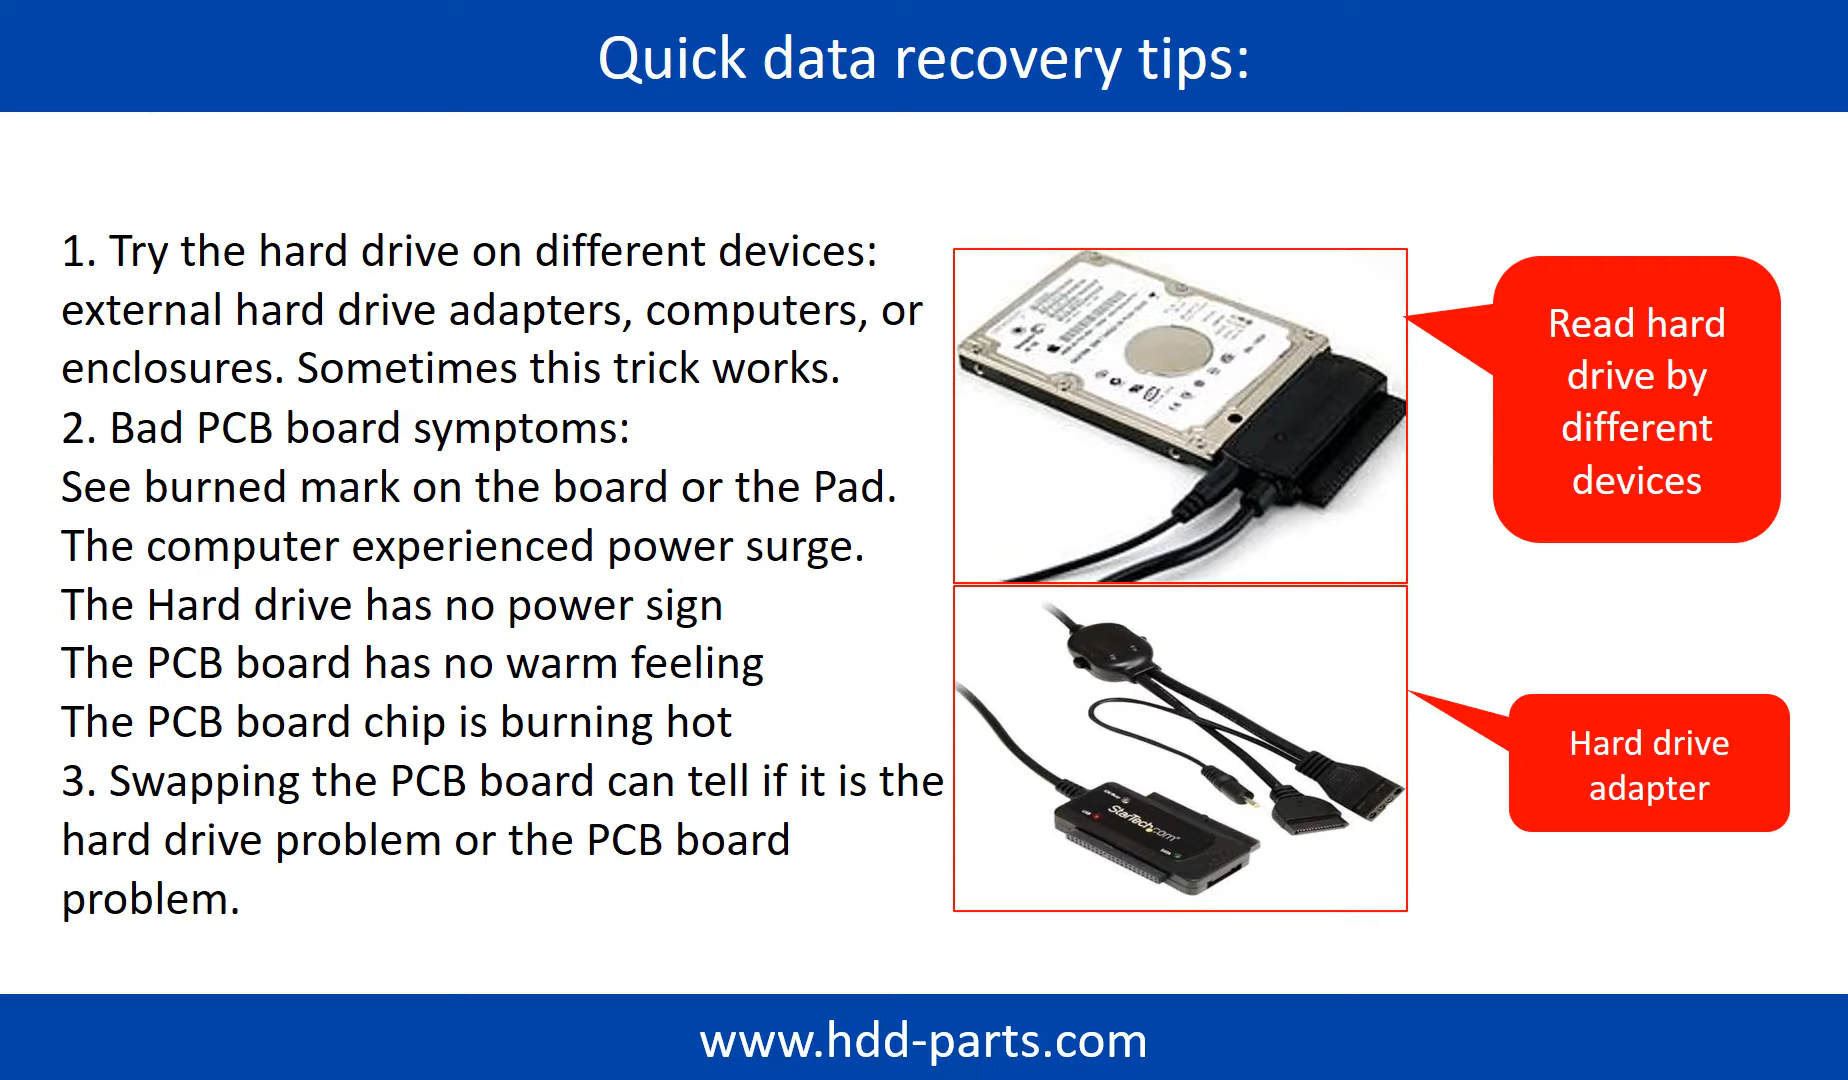 Quick data recovery tips:
1. Try the hard drive on different devices:
external hard drive adapters, computers, or
enclosures. Sometimes this trick works.
2. Bad PCB board symptoms:
See burned mark on the board or the Pad.
The computer experienced power surge.
The Hard drive has no power sign
The PCB board has no warm feeling
The PCB board chip is burning hot
3. Swapping the PCB board can tell if it is the
hard drive problem or the PCB board
problem.
Read hard
drive by
different
devices
StarTech.com
Hard drive
adapter
www.hdd-parts.com